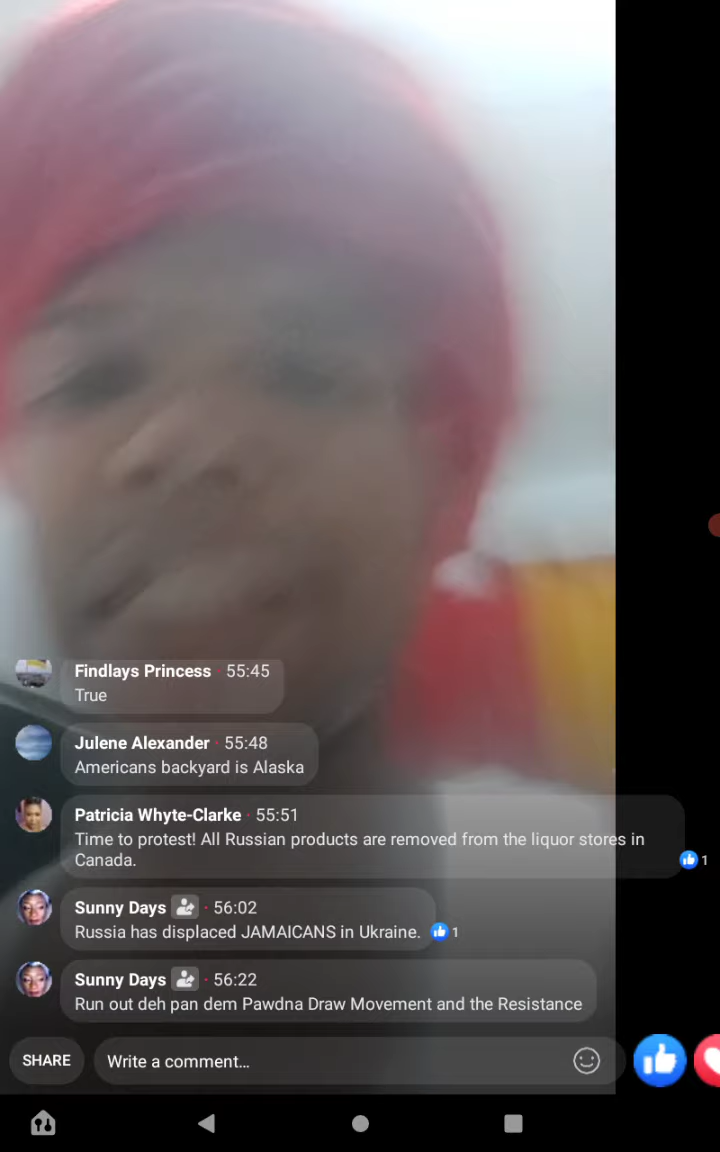 Findlays Princess · 55:45
True
Julene Alexander · 55:48
Americans backyard is Alaska
Patricia Whyte-Clarke · 55:51
Time to protest! All Russian products are removed from the liquor stores in
Canada.
1
Sunny Days · 56:02
Russia has displaced JAMAICANS in Ukraine. 1
Sunny Days · 56:22
Run out deh pan dem Pawdna Draw Movement and the Resistance
SHARE Write a comment...